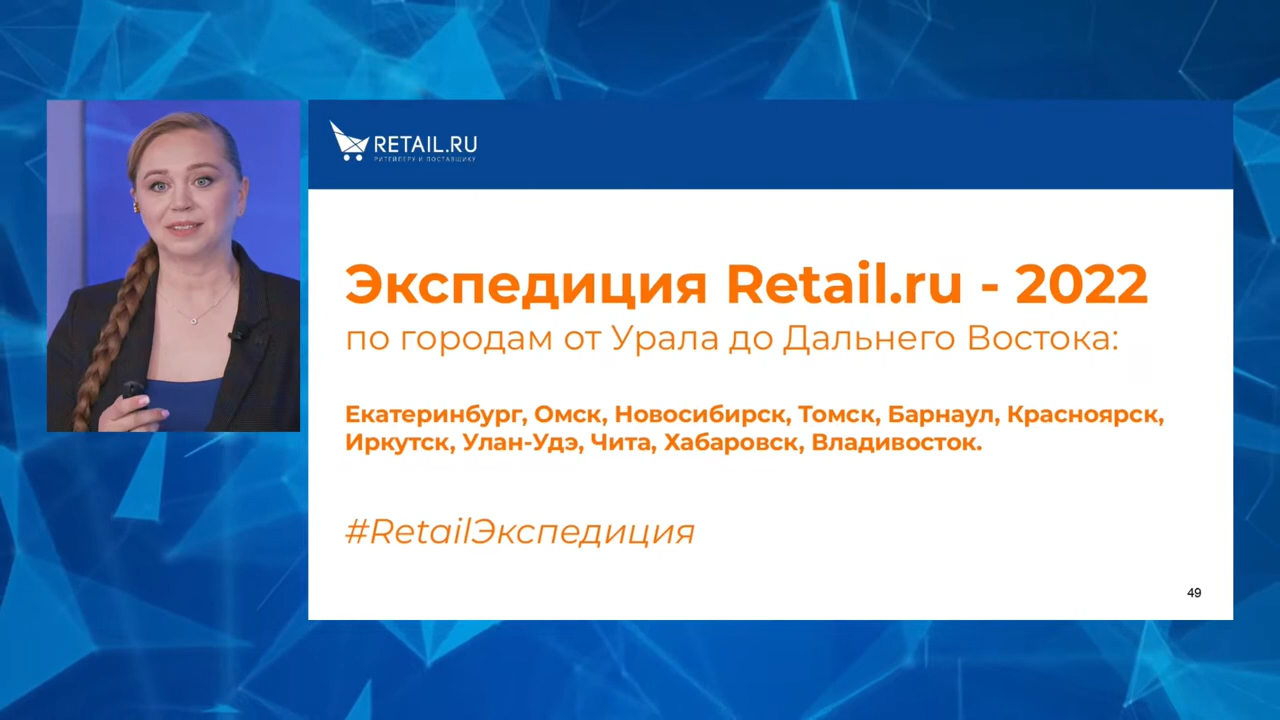 RETAIL.RU
РИТЕЙЛЕРУ И ПОСТАВЩИКУ
Экспедиция Retail.ru - 2022
по городам от Урала до Дальнего Востока:
Екатеринбург, Омск, Новосибирск, Томск, Барнаул, Красноярск,
Иркутск, Улан-Удэ, Чита, Хабаровск, Владивосток.
#RetailЭкспедиция
49